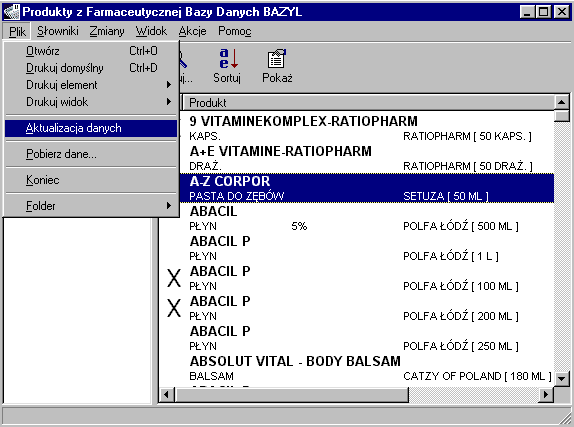 Produkty z Farmaceutycznej Bazy Danych BAZYL
Plik Słowniki Zmiany Widok Akcje Pomoc
Otwórz Ctrl+O
Drukuj domyślny Ctrl+D
Drukuj element
Drukuj widok
Aktualizacja danych
Pobierz dane...
Koniec
Folder
Sortuj Pokaż
Produkt
9 VITAMINEKOMPLEX-RATIOPHARM
KAPS. RATIOPHARM [ 50 KAPS. ]
A+E VITAMINE-RATIOPHARM
DRAŻ. RATIOPHARM [ 50 DRAŻ. ]
A-Z CORPOR
PASTA DO ZĘBÓW SETUZA [ 50 ML ]
ABACIL
PŁYN 5% POLFA ŁÓDŹ [ 500 ML ]
ABACIL P
PŁYN POLFA ŁÓDŹ [ 1 L ]
X ABACIL P
PŁYN POLFA ŁÓDŹ [ 100 ML ]
X ABACIL P
PŁYN POLFA ŁÓDŹ [ 200 ML ]
ABACIL P
PŁYN POLFA ŁÓDŹ [ 250 ML ]
ABSOLUT VITAL - BODY BALSAM
BALSAM CATZY OF POLAND [ 180 ML ]